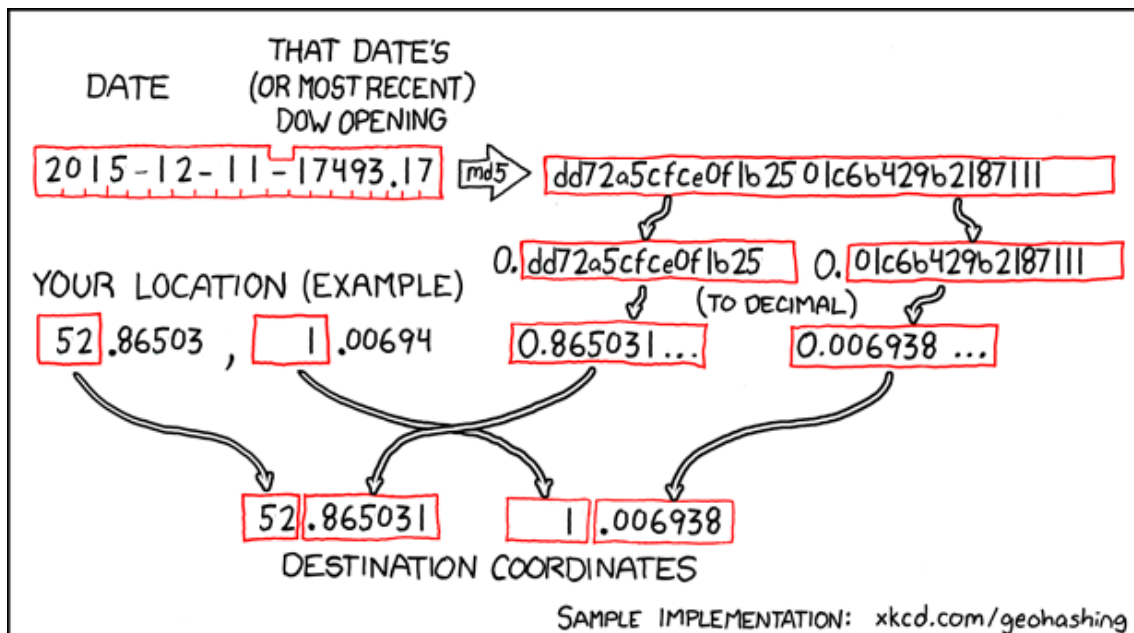 DATE
THAT DATE'S
(OR MOST RECENT)
DOW OPENING
2015-12-11-17493.17
md5
dd72a5cfce0f1b25 01c6b429b2187111
0.dd72a5cfce0f1b25
0.01c6b429b2187111
YOUR LOCATION (EXAMPLE)
(TO DECIMAL)
52.86503, 1.00694
0.865031...
0.006938 ...
52.865031
1.006938
DESTINATION COORDINATES
SAMPLE IMPLEMENTATION: xkcd.com/geohashing